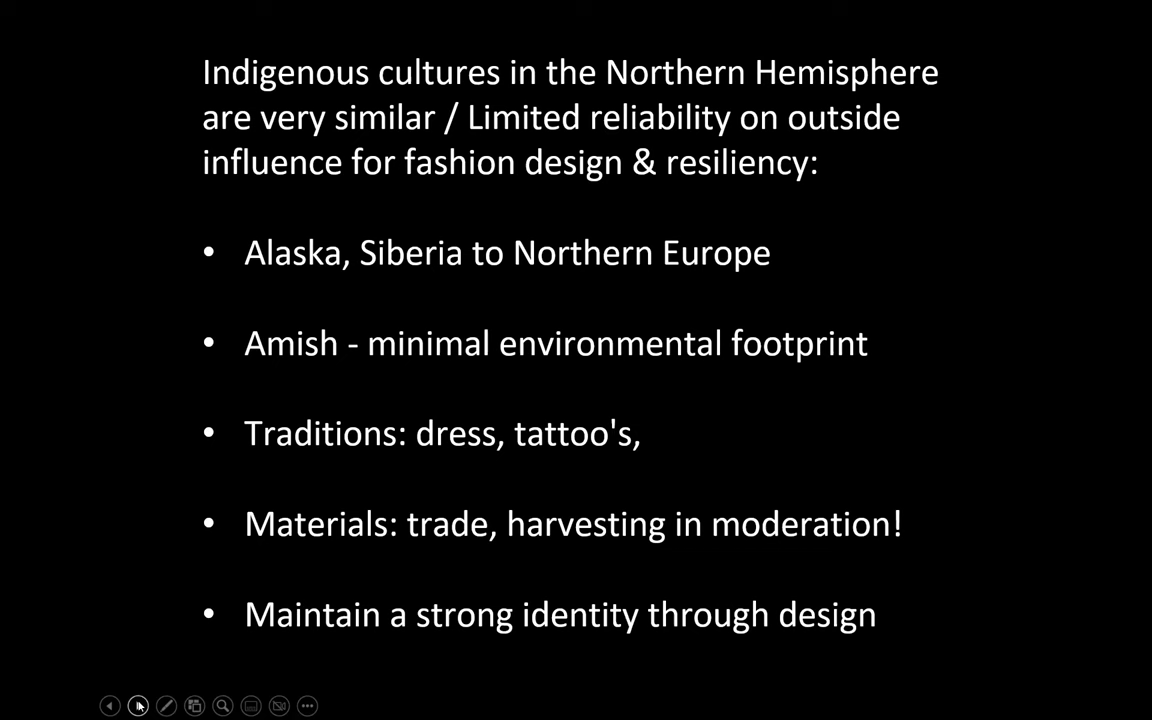 Indigenous cultures in the Northern Hemisphere
are very similar / Limited reliability on outside
influence for fashion design & resiliency:
• Alaska, Siberia to Northern Europe
• Amish - minimal environmental footprint
• Traditions: dress, tattoo's,
• Materials: trade, harvesting in moderation!
• Maintain a strong identity through design